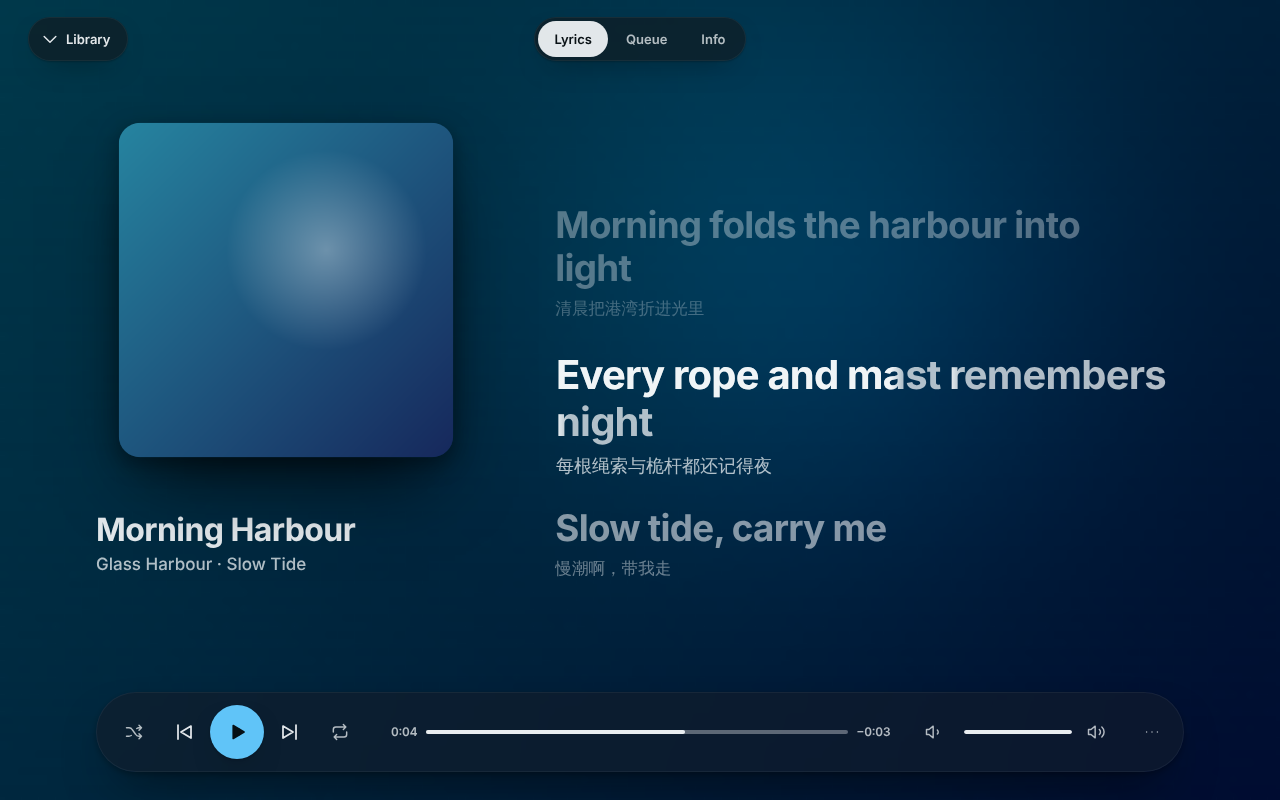 Library
Lyrics
Queue
Info
Morning folds the harbour into
light
清晨把港湾折进光里
Every rope and mast remembers
night
每根绳索与桅杆都还记得夜
Slow tide, carry me
慢潮啊，带我走
Morning Harbour
Glass Harbour · Slow Tide
0:04
−0:03